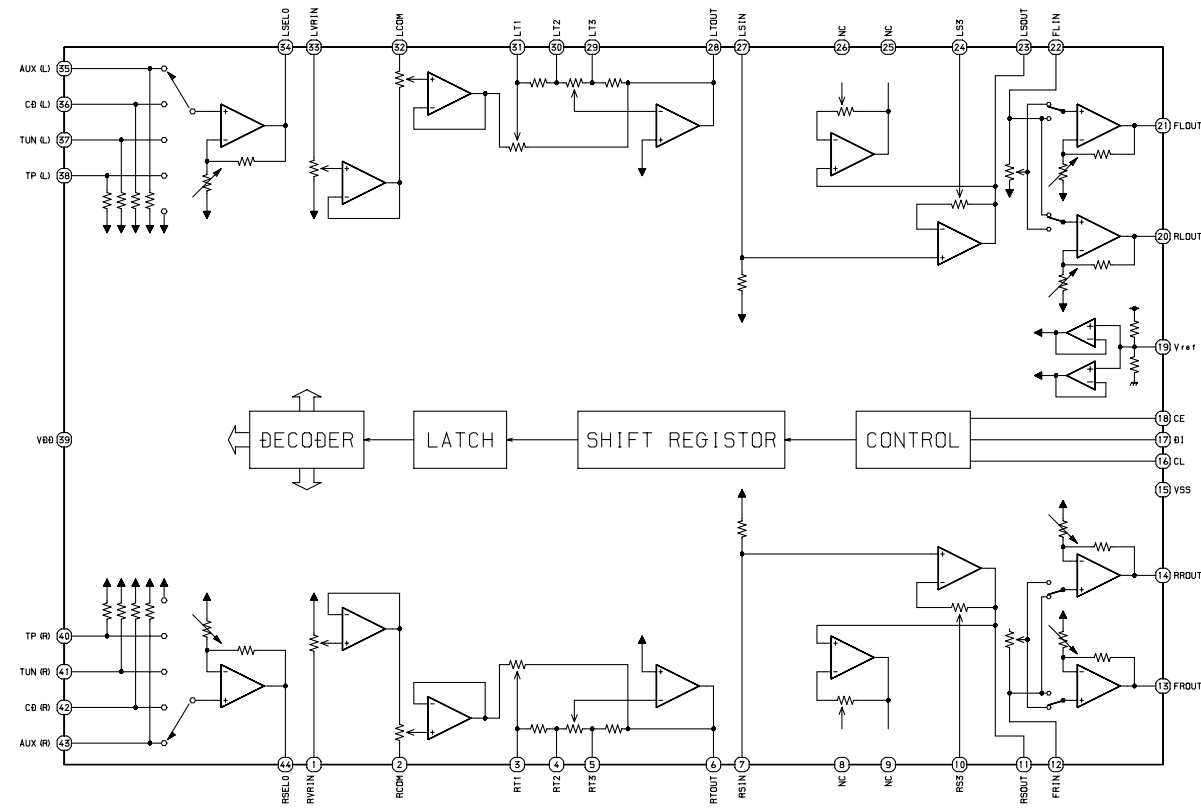 LSELO
LVRIN
LCOM
LT1
LT2
LT3
LTOUT
LSIN
NC
NC
LS3
LSOUT
FLIN
34
33
32
31
30
29
28
27
26
25
24
23
22
AUX (L) 35
CD (L) 36
TUN (L) 37
TP (L) 38
21 FLOUT
20 RLOUT
19 Vref
18 CE
17 DI
16 CL
15 VSS
VDD 39
DECODER
LATCH
SHIFT REGISTOR
CONTROL
14 RROUT
13 FROUT
TP (R) 40
TUN (R) 41
CD (R) 42
AUX (R) 43
44
1
2
3
4
5
6
7
8
9
10
11
12
RSELO
RVRIN
RCOM
RT1
RT2
RT3
RTOUT
RSIN
NC
NC
RS3
RSOUT
FRIN